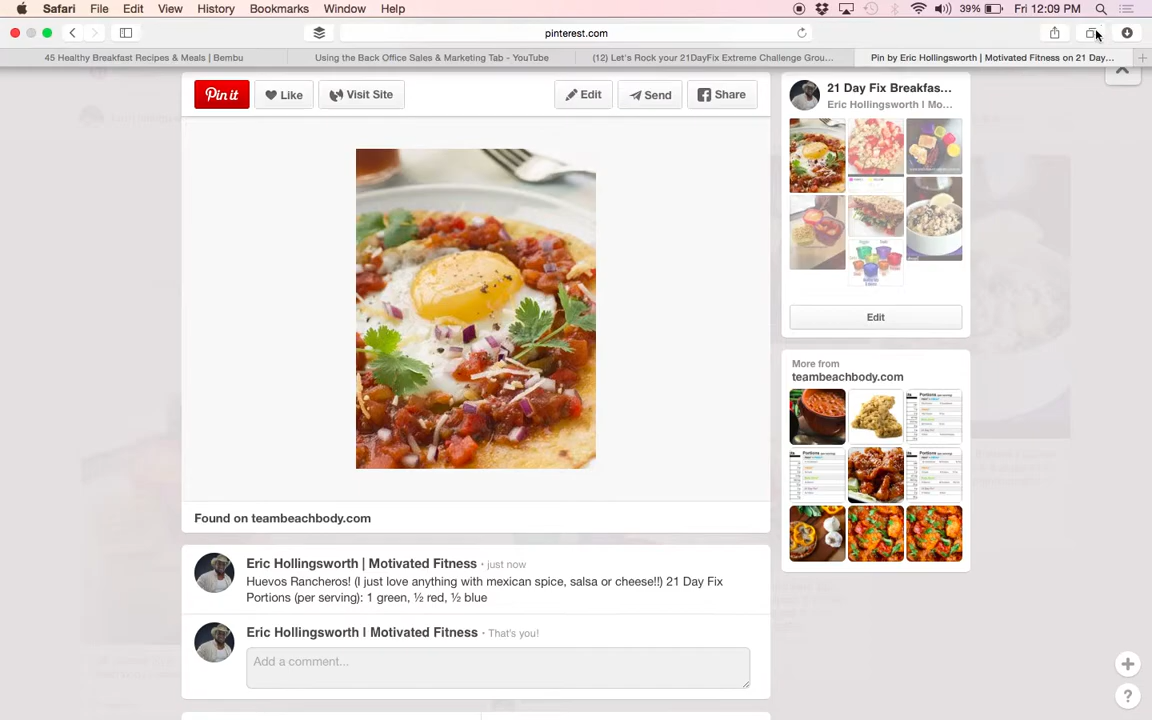 Safari File Edit View History Bookmarks Window Help 39% Fri 12:09 PM
pinterest.com
45 Healthy Breakfast Recipes & Meals | Bembu Using the Back Office Sales & Marketing Tab - YouTube (12) Let's Rock your 21DayFix Extreme Challenge Grou... Pin by Eric Hollingsworth | Motivated Fitness on 21 Day...
Pin it Like Visit Site Edit Send Share
21 Day Fix Breakfas...
Eric Hollingsworth | Mo...
Edit
More from
teambeachbody.com
Found on teambeachbody.com
Eric Hollingsworth | Motivated Fitness · just now
Huevos Rancheros! (I just love anything with mexican spice, salsa or cheese!!) 21 Day Fix
Portions (per serving): 1 green, ½ red, ½ blue
Eric Hollingsworth | Motivated Fitness · That's you!
Add a comment...